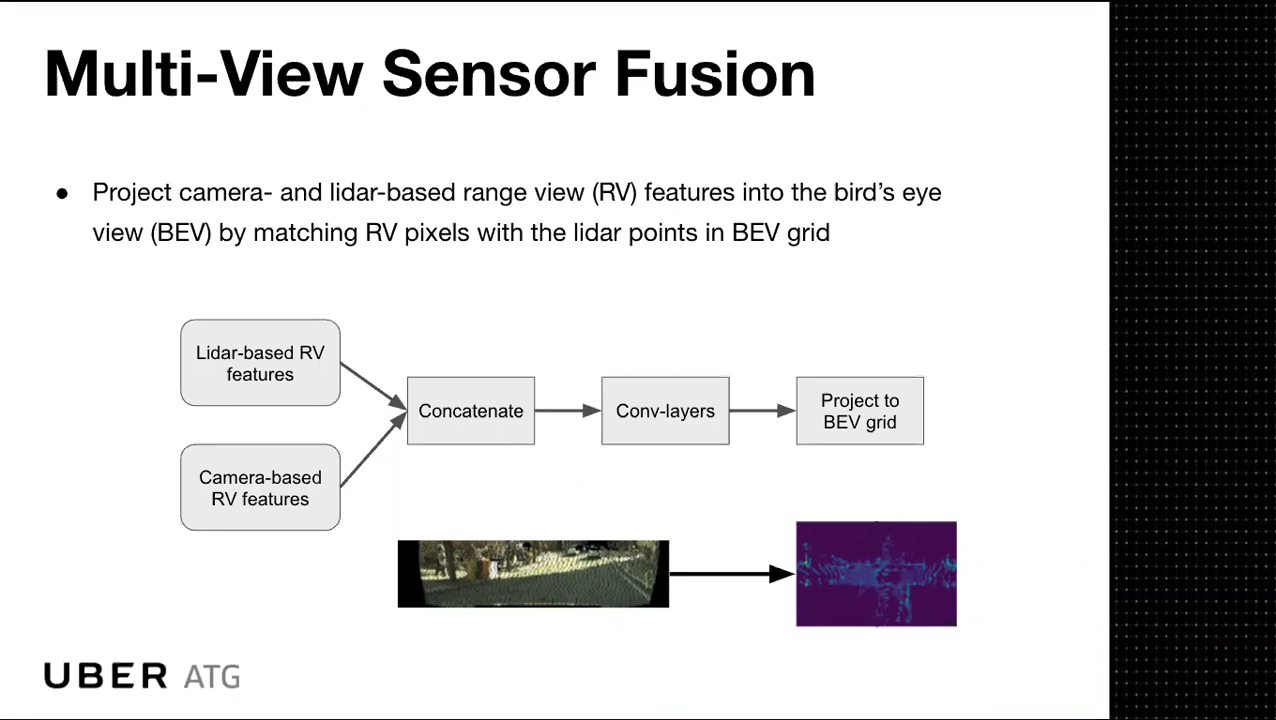 Multi-View Sensor Fusion
● Project camera- and lidar-based range view (RV) features into the bird’s eye
view (BEV) by matching RV pixels with the lidar points in BEV grid
Lidar-based RV
features
Camera-based
RV features
Concatenate
Conv-layers
Project to
BEV grid
UBER ATG